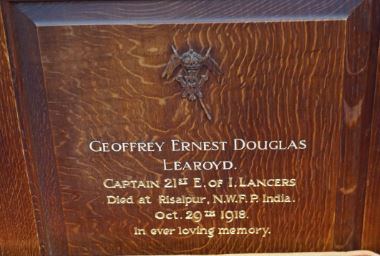 GEOFFREY ERNEST DOUGLAS
LEAROYD.
CAPTAIN 21ST E. OF I. LANCERS
Died at Risalpur, N.W.F.P. India.
Oct. 29TH 1918.
In ever loving memory.